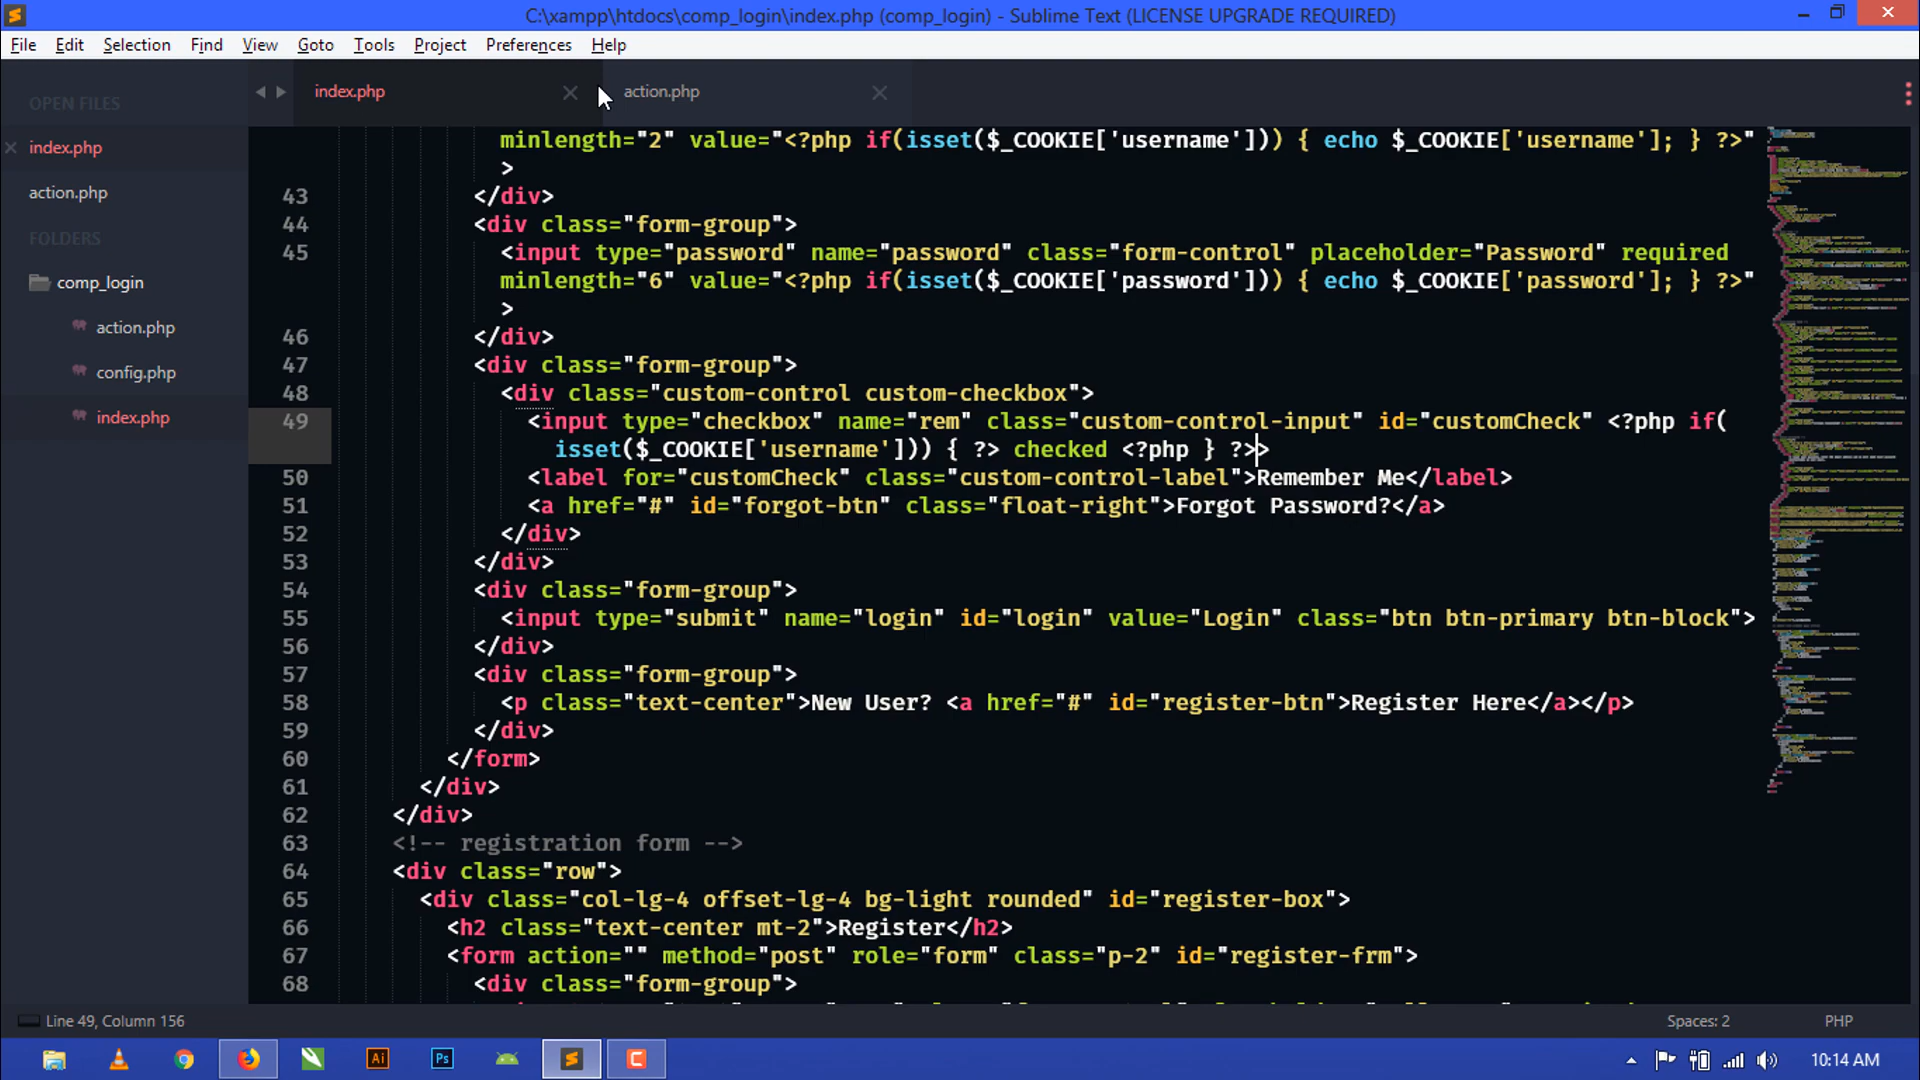 C:\xampp\htdocs\comp_login\index.php (comp_login) - Sublime Text (LICENSE UPGRADE REQUIRED)
File Edit Selection Find View Goto Tools Project Preferences Help
OPEN FILES
index.php
action.php
FOLDERS
comp_login
action.php
config.php
index.php
index.php action.php
minlength="2" value="<?php if(isset($_COOKIE['username'])) { echo $_COOKIE['username']; } ?>"
>
43 </div>
44 <div class="form-group">
45 <input type="password" name="password" class="form-control" placeholder="Password" required
minlength="6" value="<?php if(isset($_COOKIE['password'])) { echo $_COOKIE['password']; } ?>"
>
46 </div>
47 <div class="form-group">
48 <div class="custom-control custom-checkbox">
49 <input type="checkbox" name="rem" class="custom-control-input" id="customCheck" <?php if(
isset($_COOKIE['username'])) { ?> checked <?php } ?>>
50 <label for="customCheck" class="custom-control-label">Remember Me</label>
51 <a href="#" id="forgot-btn" class="float-right">Forgot Password?</a>
52 </div>
53 </div>
54 <div class="form-group">
55 <input type="submit" name="login" id="login" value="Login" class="btn btn-primary btn-block">
56 </div>
57 <div class="form-group">
58 <p class="text-center">New User? <a href="#" id="register-btn">Register Here</a></p>
59 </div>
60 </form>
61 </div>
62 </div>
63 <!-- registration form -->
64 <div class="row">
65 <div class="col-lg-4 offset-lg-4 bg-light rounded" id="register-box">
66 <h2 class="text-center mt-2">Register</h2>
67 <form action="" method="post" role="form" class="p-2" id="register-frm">
68 <div class="form-group">
Line 49, Column 156 Spaces: 2 PHP
Ai Ps C 10:14 AM